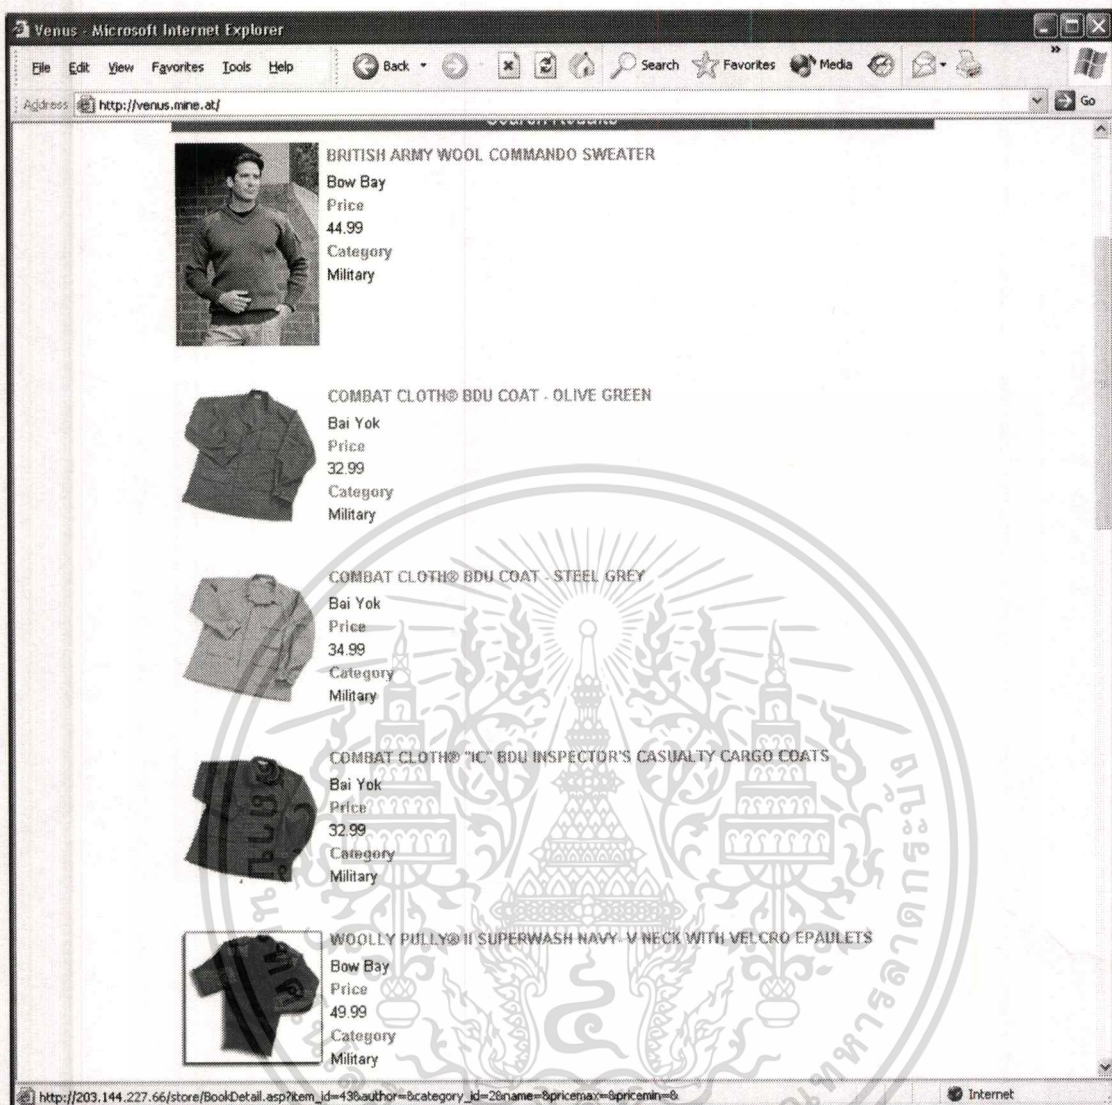 Venus - Microsoft Internet Explorer
File Edit View Favorites Tools Help Back Search Favorites Media »
Address http://venus.mine.at/ Go
Search Results
BRITISH ARMY WOOL COMMANDO SWEATER
Bow Bay
Price
44.99
Category
Military
COMBAT CLOTH® BDU COAT - OLIVE GREEN
Bai Yok
Price
32.99
Category
Military
COMBAT CLOTH® BDU COAT - STEEL GREY
Bai Yok
Price
34.99
Category
Military
COMBAT CLOTH® "IC" BDU INSPECTOR'S CASUALTY CARGO COATS
Bai Yok
Price
32.99
Category
Military
WOOLLY PULLY® II SUPERWASH NAVY- V NECK WITH VELCRO EPAULETS
Bow Bay
Price
49.99
Category
Military
http://203.144.227.66/store/BookDetail.asp?item_id=43&author=&category_id=2&name=&pricemax=&pricemin=& Internet